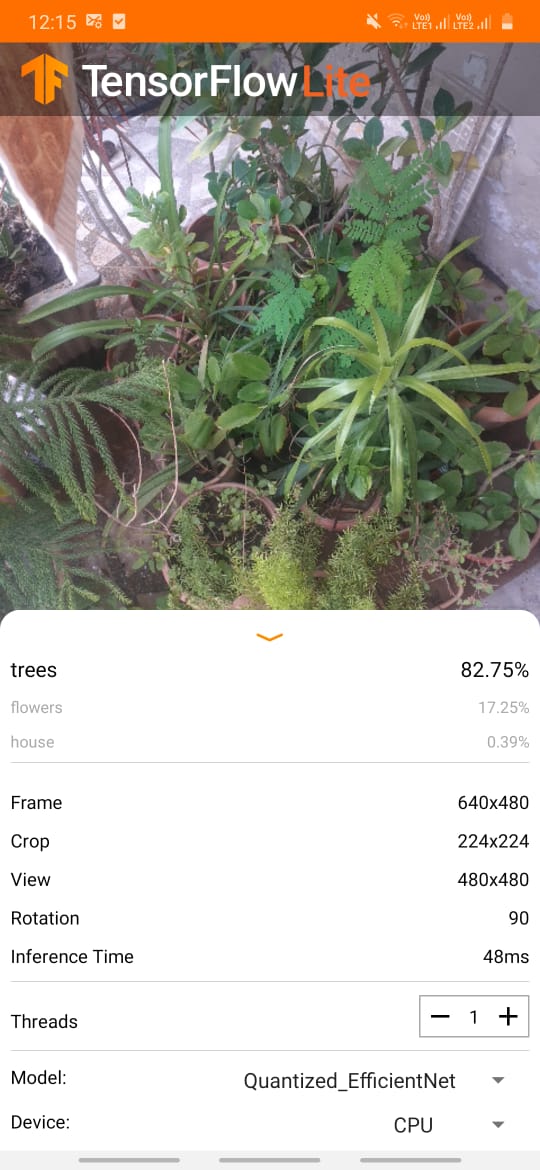 12:15
Vo)) LTE1 Vo)) LTE2
TensorFlow Lite
trees 82.75%
flowers 17.25%
house 0.39%
Frame 640x480
Crop 224x224
View 480x480
Rotation 90
Inference Time 48ms
Threads 1
Model: Quantized_EfficientNet
Device: CPU